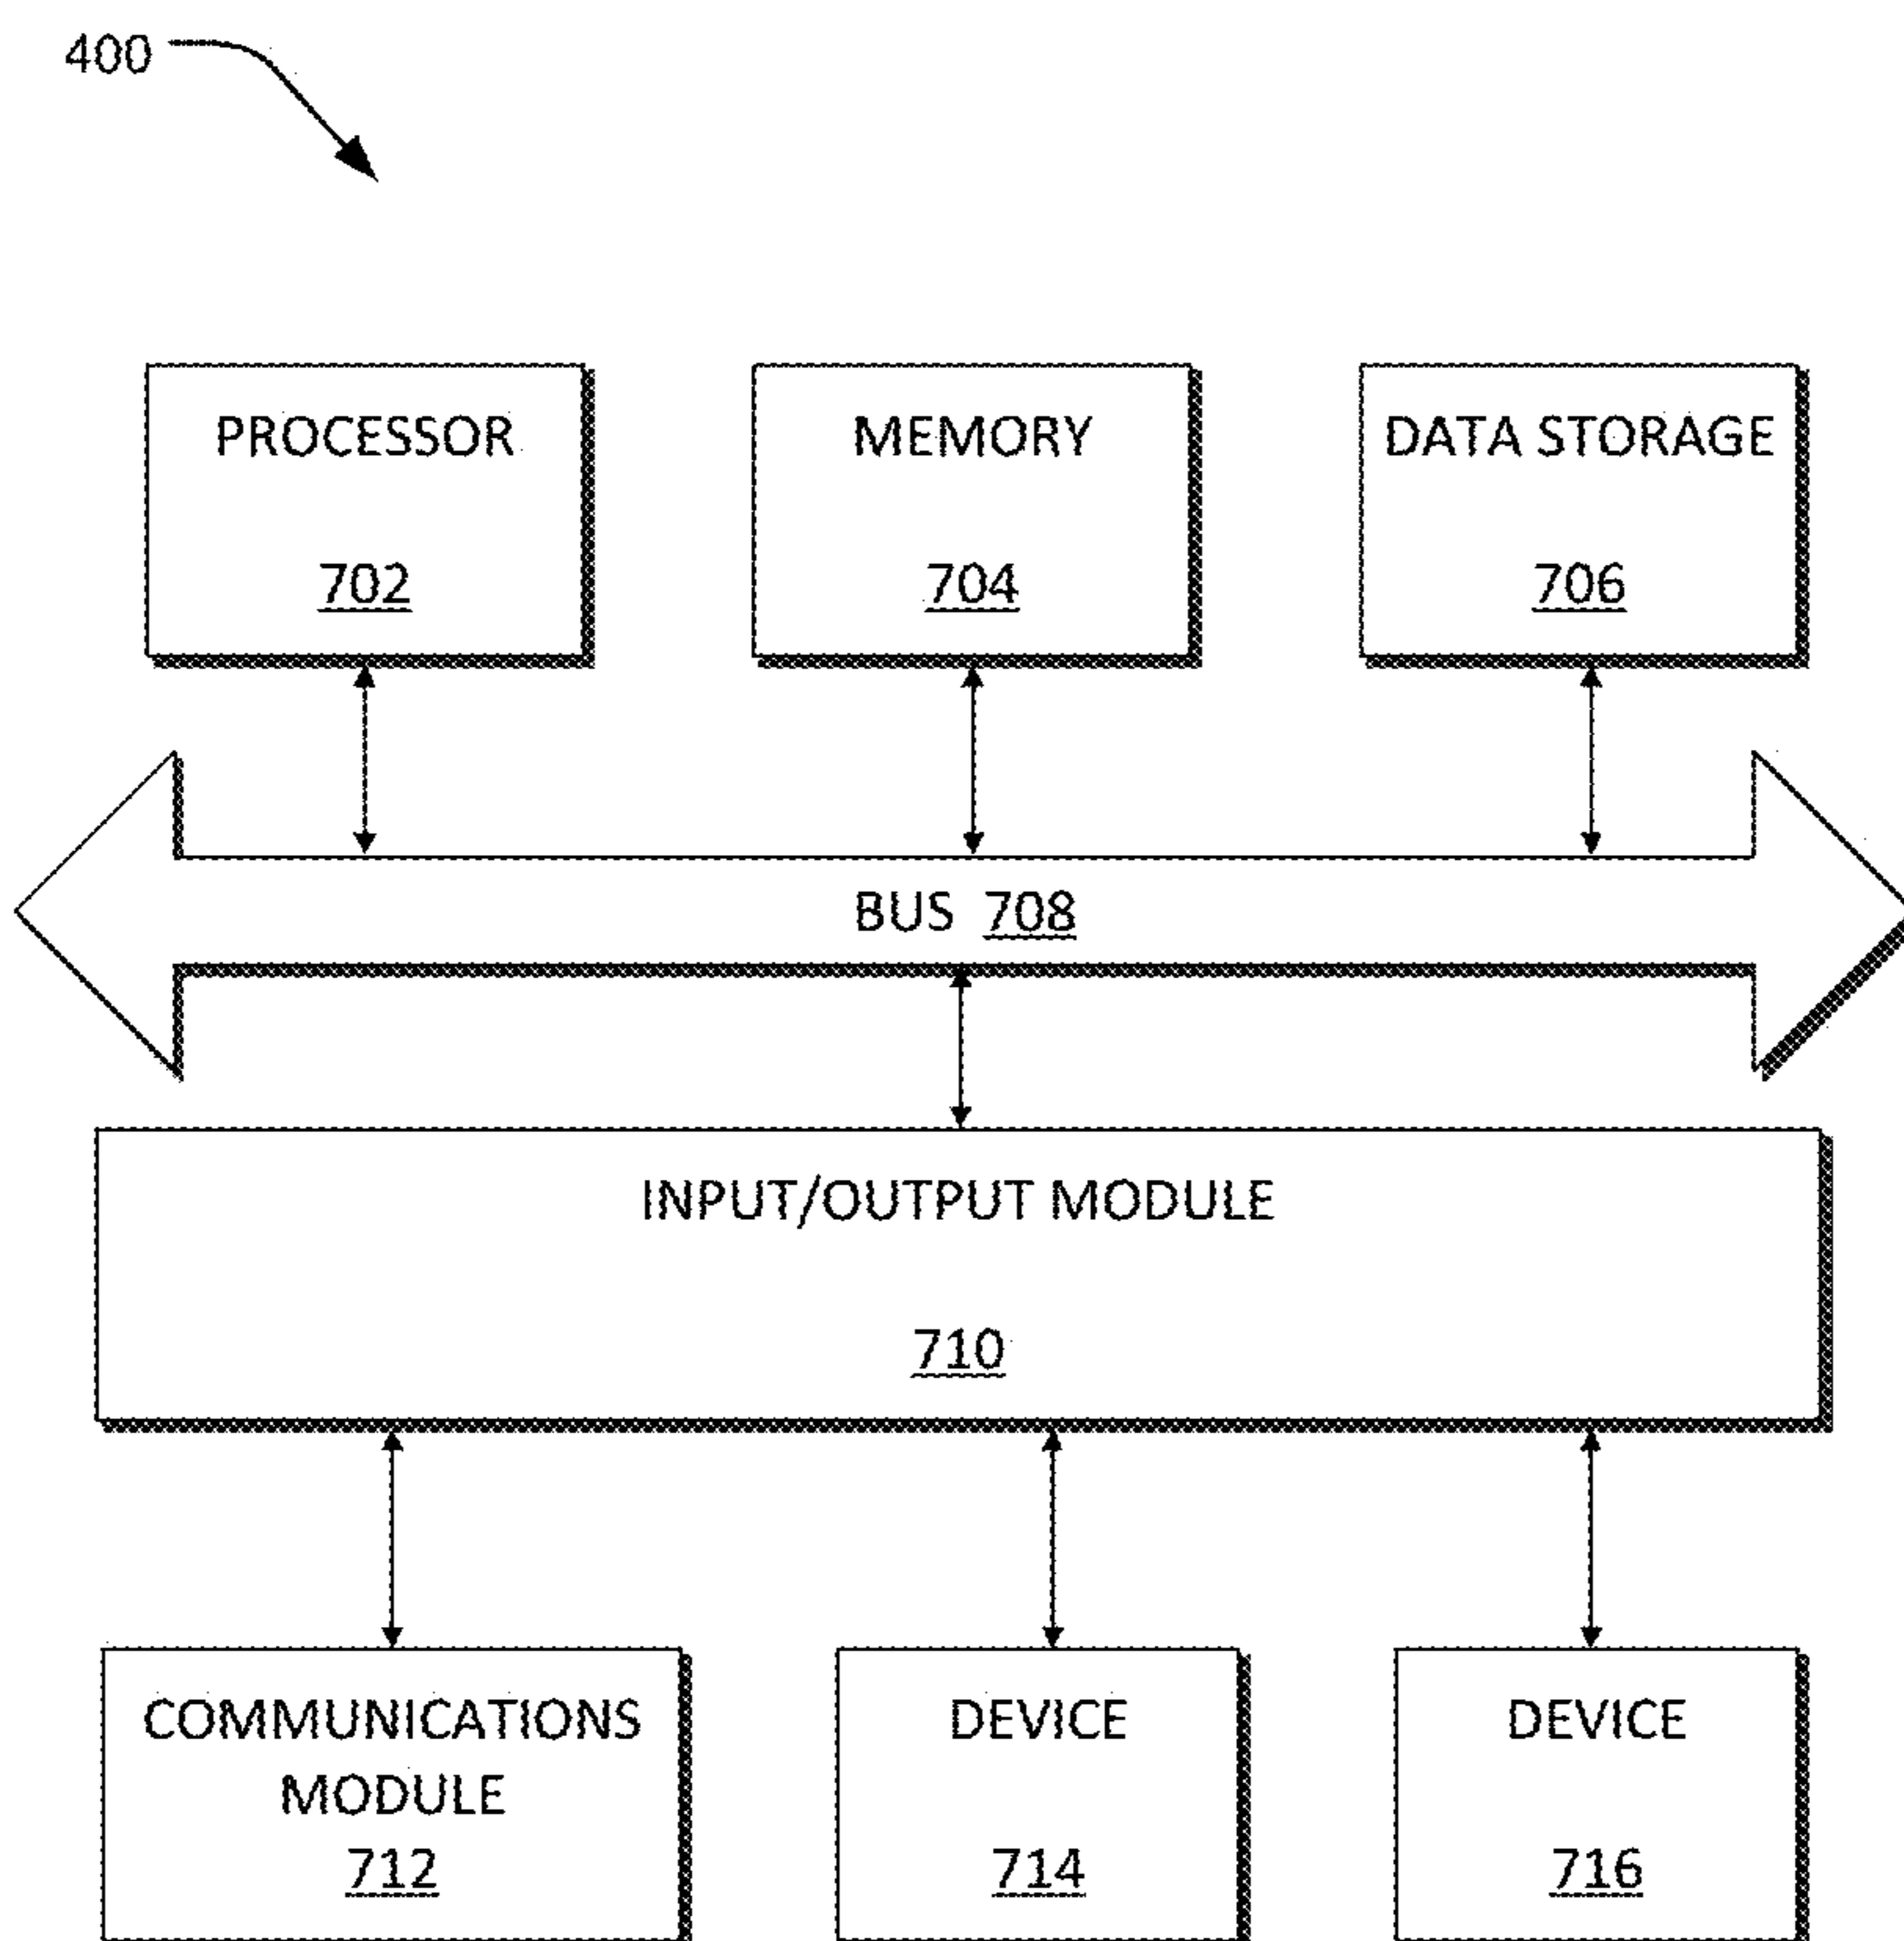 400
PROCESSOR
702
MEMORY
704
DATA STORAGE
706
BUS 708
INPUT/OUTPUT MODULE
710
COMMUNICATIONS
MODULE
712
DEVICE
714
DEVICE
716